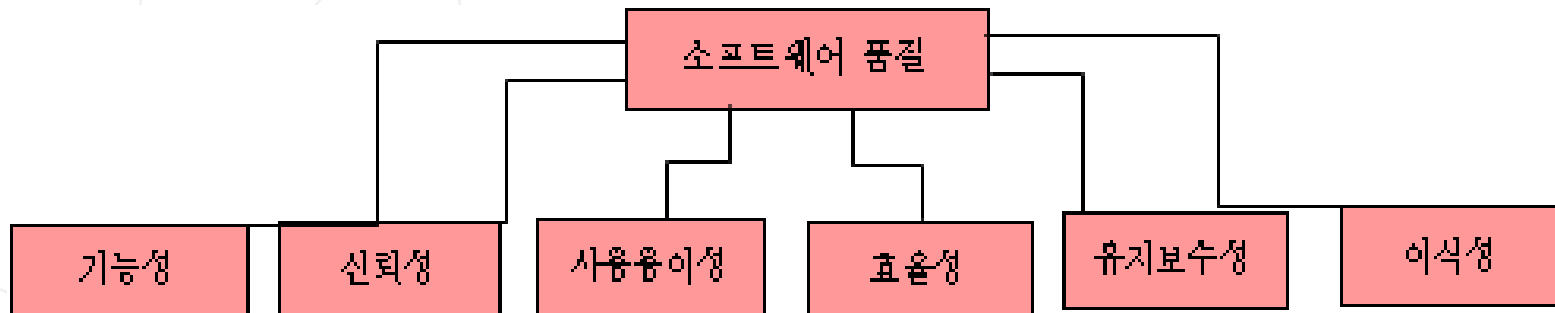 소프트웨어 품질
기능성
신뢰성
사용용이성
효율성
유지보수성
이식성